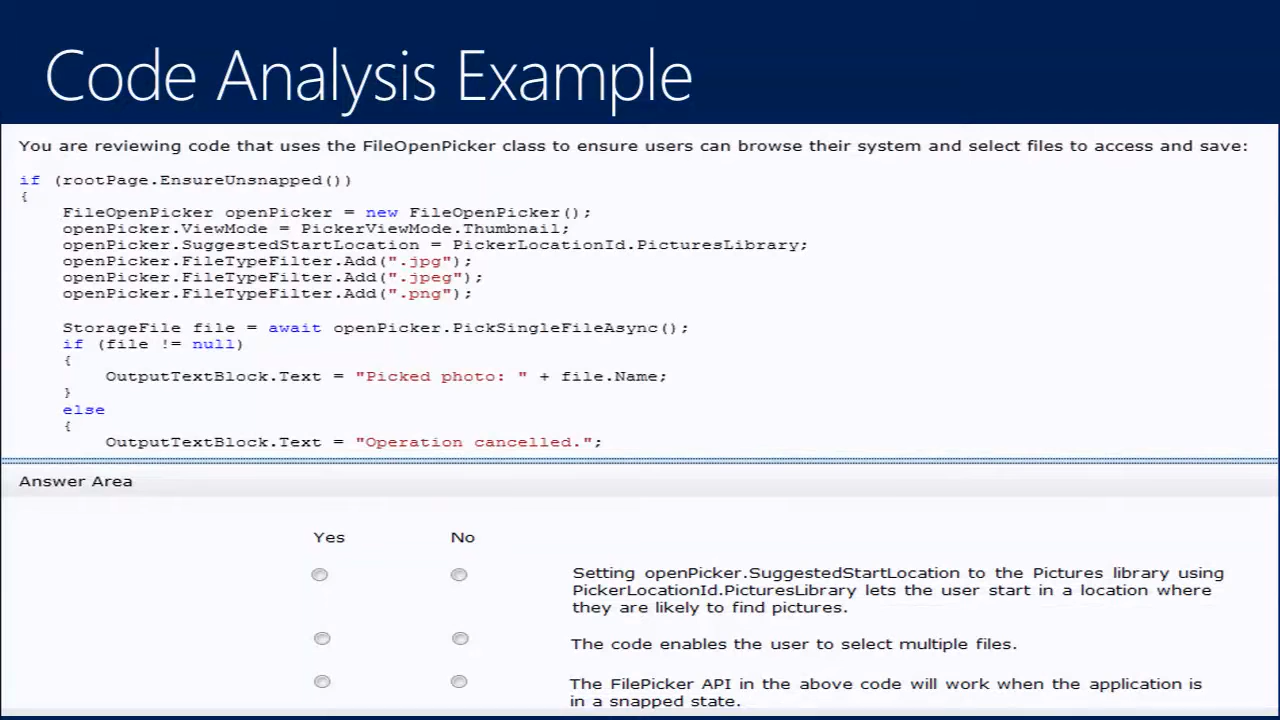 Code Analysis Example
You are reviewing code that uses the FileOpenPicker class to ensure users can browse their system and select files to access and save:
if (rootPage.EnsureUnsnapped())
{
FileOpenPicker openPicker = new FileOpenPicker();
openPicker.ViewMode = PickerViewMode.Thumbnail;
openPicker.SuggestedStartLocation = PickerLocationId.PicturesLibrary;
openPicker.FileTypeFilter.Add(".jpg");
openPicker.FileTypeFilter.Add(".jpeg");
openPicker.FileTypeFilter.Add(".png");
StorageFile file = await openPicker.PickSingleFileAsync();
if (file != null)
{
OutputTextBlock.Text = "Picked photo: " + file.Name;
}
else
{
OutputTextBlock.Text = "Operation cancelled.";
Answer Area
Yes No
Setting openPicker.SuggestedStartLocation to the Pictures library using
PickerLocationId.PicturesLibrary lets the user start in a location where
they are likely to find pictures.
The code enables the user to select multiple files.
The FilePicker API in the above code will work when the application is
in a snapped state.